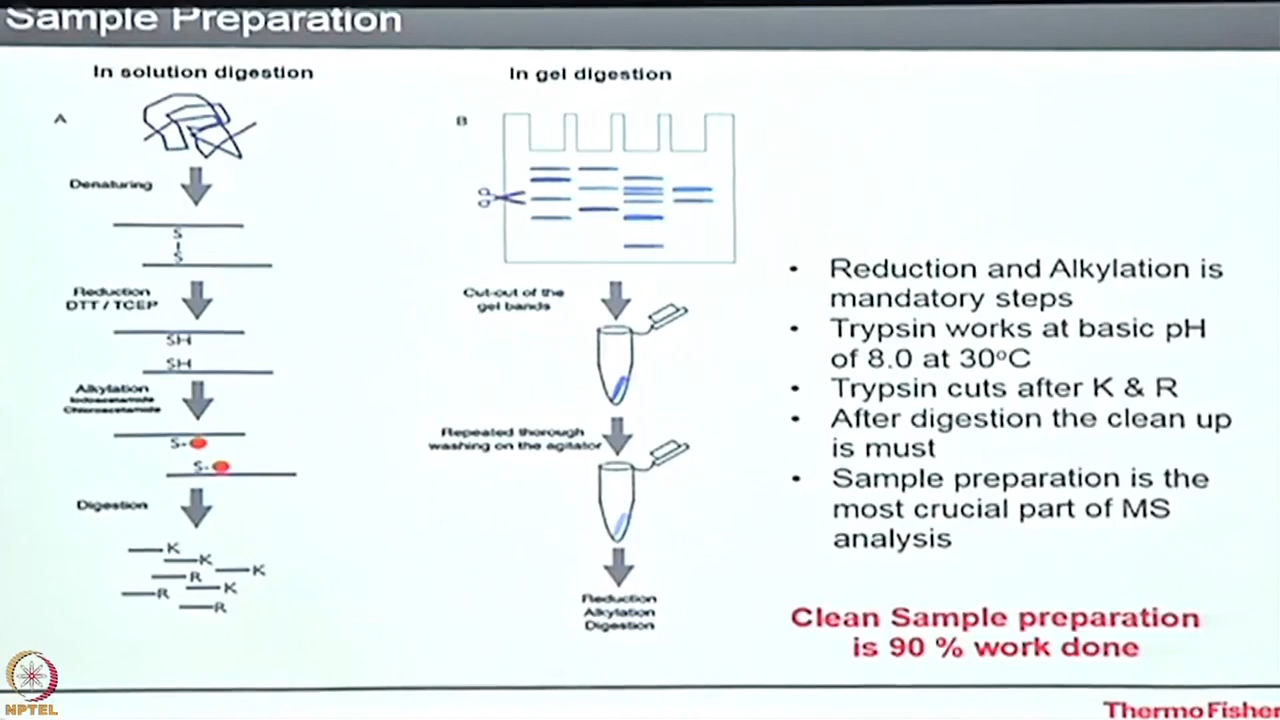 Sample Preparation
In solution digestion
A
Denaturing
S
S
Reduction
DTT / TCEP
SH
SH
Alkylation
Iodoacetamide
Chloroacetamide
S-
S-
Digestion
K
K
K
R
K
R
R
In gel digestion
B
Cut-out of the
gel bands
Repeated thorough
washing on the agitator
Reduction
Alkylation
Digestion
• Reduction and Alkylation is
mandatory steps
• Trypsin works at basic pH
of 8.0 at 30°C
• Trypsin cuts after K & R
• After digestion the clean up
is must
• Sample preparation is the
most crucial part of MS
analysis
Clean Sample preparation
is 90 % work done
NPTEL
ThermoFisher